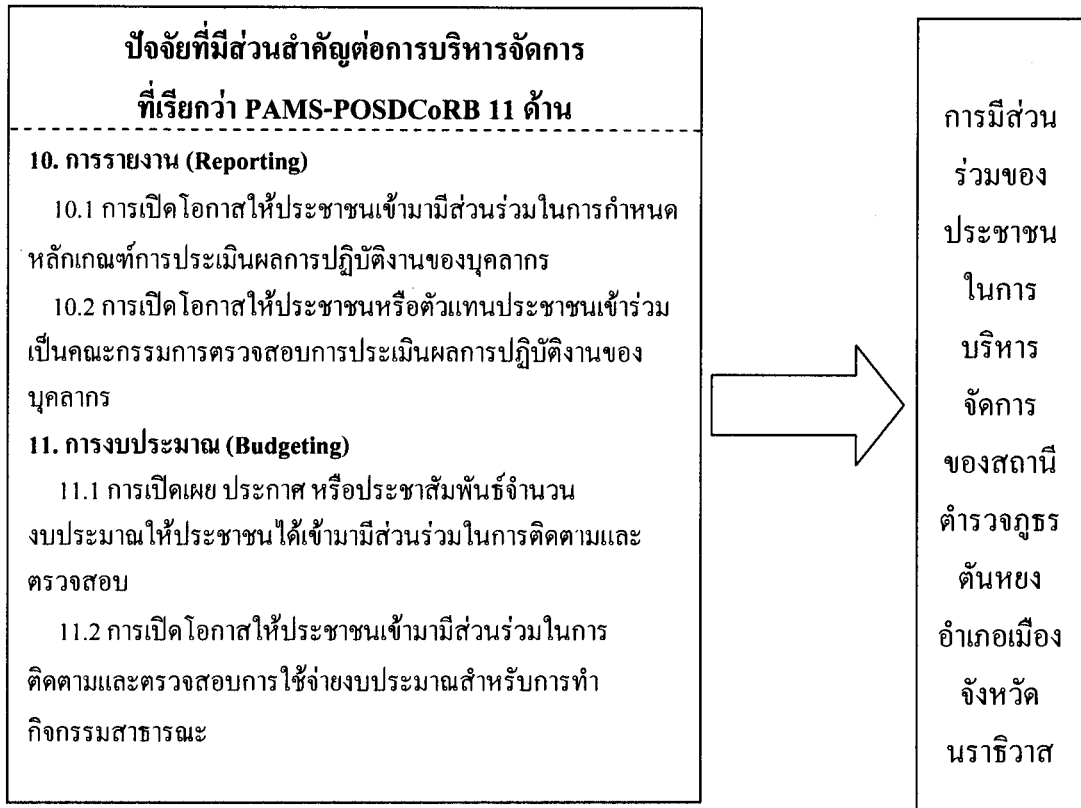 ปัจจัยที่มีส่วนสำคัญต่อการบริหารจัดการ
ที่เรียกว่า PAMS-POSDCoRB 11 ด้าน
10. การรายงาน (Reporting)
10.1 การเปิดโอกาสให้ประชาชนเข้ามามีส่วนร่วมในการกำหนด
หลักเกณฑ์การประเมินผลการปฏิบัติงานของบุคลากร
10.2 การเปิดโอกาสให้ประชาชนหรือตัวแทนประชาชนเข้าร่วม
เป็นคณะกรรมการตรวจสอบการประเมินผลการปฏิบัติงานของ
บุคลากร
11. การงบประมาณ (Budgeting)
11.1 การเปิดเผย ประกาศ หรือประชาสัมพันธ์จำนวน
งบประมาณให้ประชาชนได้เข้ามามีส่วนร่วมในการติดตามและ
ตรวจสอบ
11.2 การเปิดโอกาสให้ประชาชนเข้ามามีส่วนร่วมในการ
ติดตามและตรวจสอบการใช้จ่ายงบประมาณสำหรับการทำ
กิจกรรมสาธารณะ
การมีส่วน
ร่วมของ
ประชาชน
ในการ
บริหาร
จัดการ
ของสถานี
ตำรวจภูธร
ตันหยง
อำเภอเมือง
จังหวัด
นราธิวาส